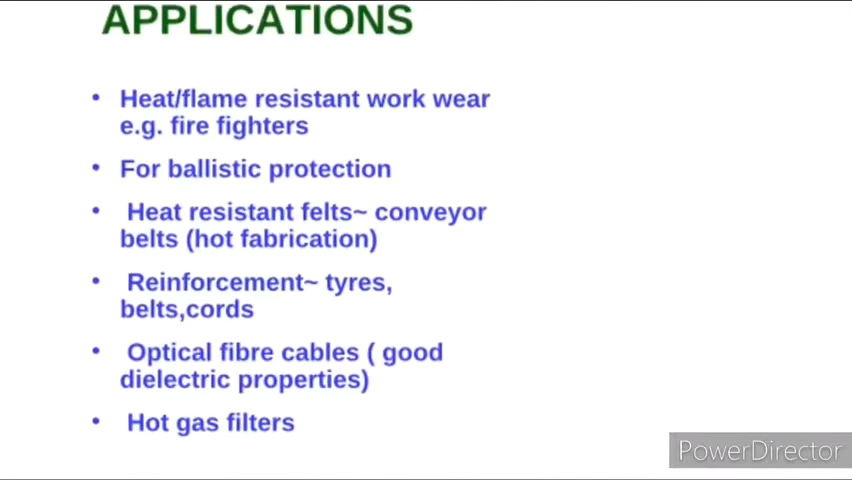 APPLICATIONS
• Heat/flame resistant work wear
e.g. fire fighters
• For ballistic protection
• Heat resistant felts~ conveyor
belts (hot fabrication)
• Reinforcement~ tyres,
belts,cords
• Optical fibre cables ( good
dielectric properties)
• Hot gas filters
PowerDirector